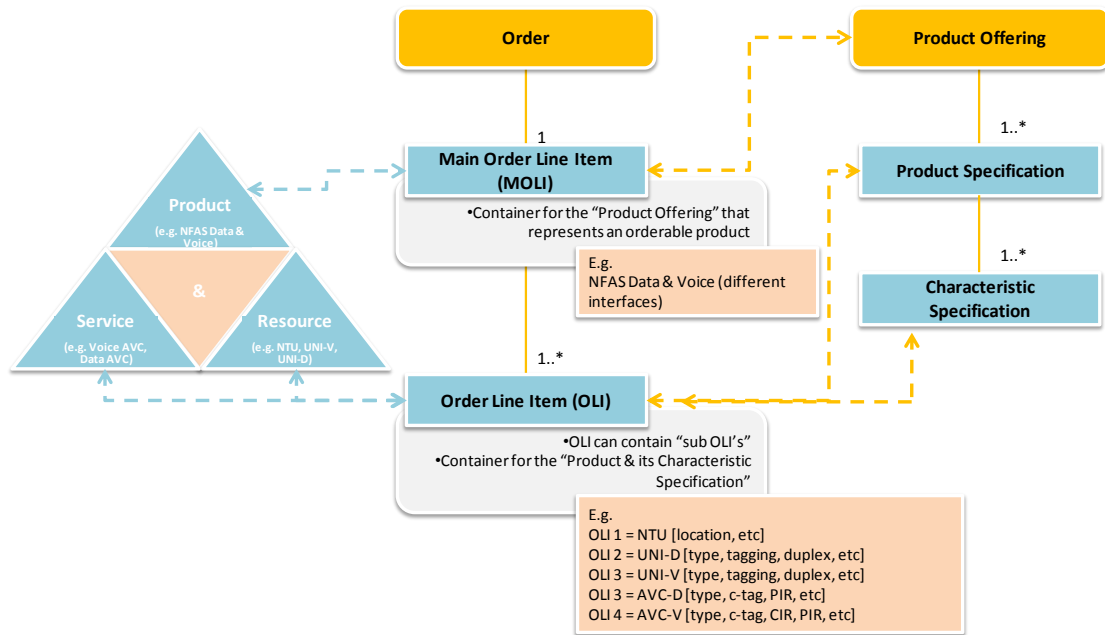 Order
Product Offering
1
1..*
Main Order Line Item
(MOLI)
Product Specification
•Container for the “Product Offering” that
represents an orderable product
E.g.
NFAS Data & Voice (different
interfaces)
1..*
Characteristic
Specification
Product
(e.g. NFAS Data &
Voice)
&
Service
(e.g. Voice AVC,
Data AVC)
Resource
(e.g. NTU, UNI-V,
UNI-D)
1..*
Order Line Item (OLI)
•OLI can contain “sub OLI’s”
•Container for the “Product & its Characteristic
Specification”
E.g.
OLI 1 = NTU [location, etc]
OLI 2 = UNI-D [type, tagging, duplex, etc]
OLI 3 = UNI-V [type, tagging, duplex, etc]
OLI 3 = AVC-D [type, c-tag, PIR, etc]
OLI 4 = AVC-V [type, c-tag, CIR, PIR, etc]